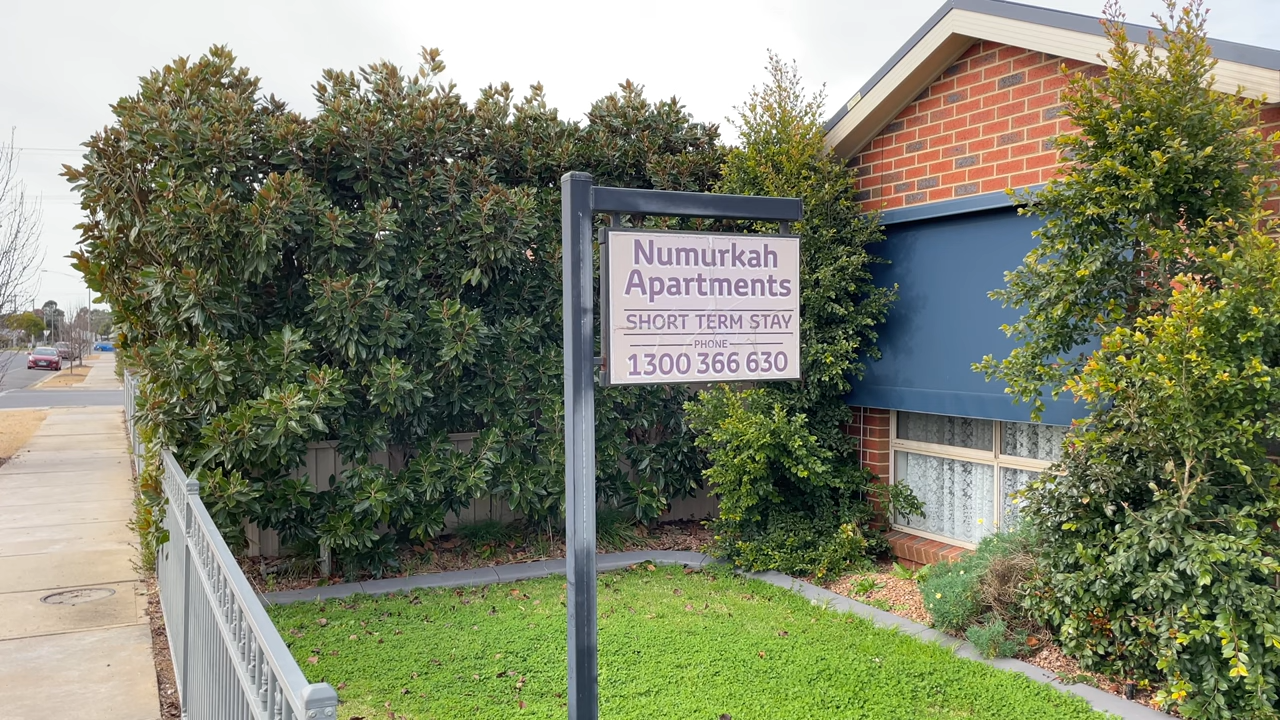 Numurkah
Apartments
SHORT TERM STAY
PHONE
1300 366 630